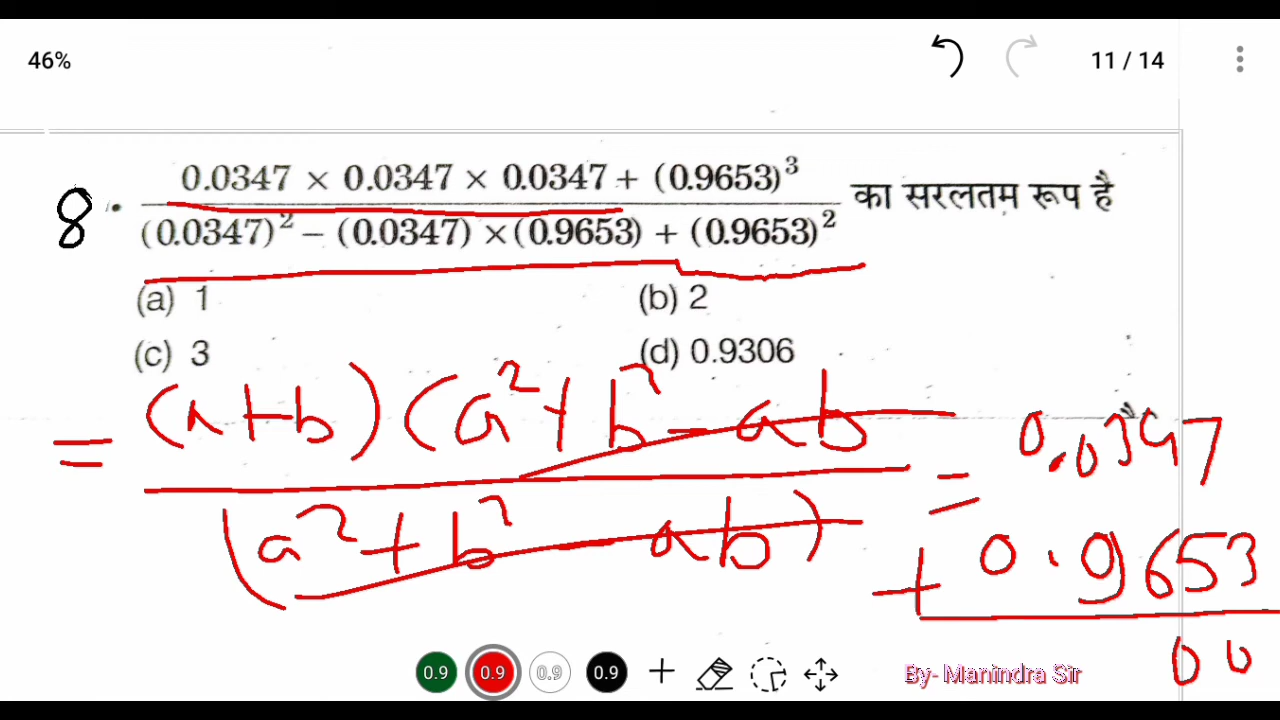 46% 11 / 14
8. 0.0347 × 0.0347 × 0.0347 + (0.9653)³
(0.0347)² − (0.0347) ×(0.9653) + (0.9653)² का सरलतम रूप है
(a) 1 (b) 2
(c) 3 (d) 0.9306
= (a+b) (a²+b² − ab = 0.0347
(a²+b² − ab) + 0.9653
00
0.9 0.9 0.9 0.9 By- Manindra Sir